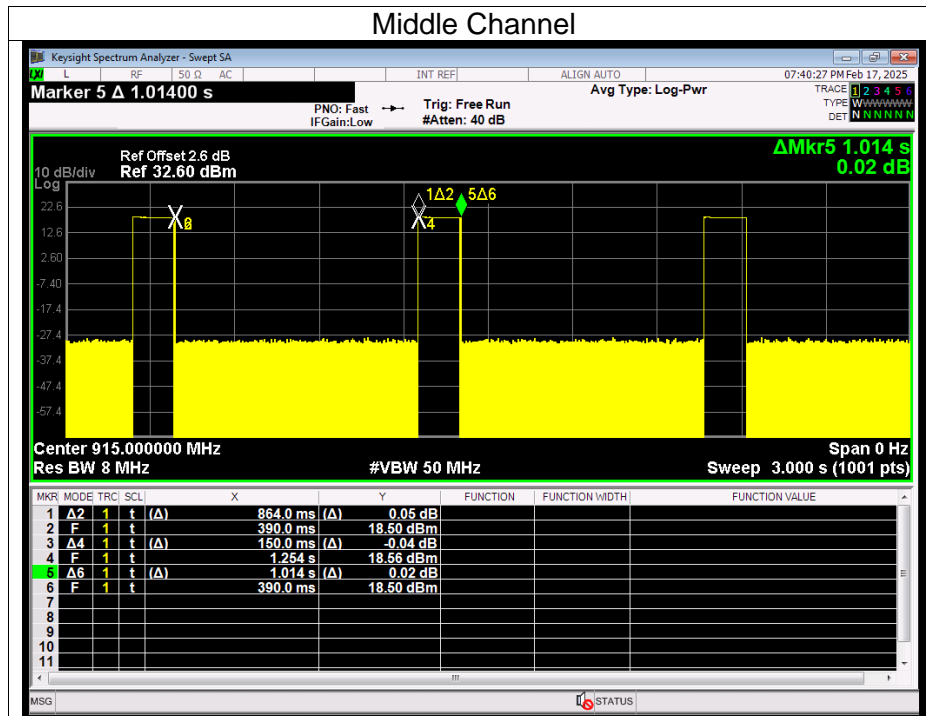 Middle Channel
Keysight Spectrum Analyzer - Swept SA
LXI L RF 50 Ω AC INT REF ALIGN AUTO 07:40:27 PM Feb 17, 2025
Marker 5 Δ 1.01400 s
PNO: Fast
IFGain:Low
Trig: Free Run
#Atten: 40 dB
Avg Type: Log-Pwr
TRACE 1 2 3 4 5 6
TYPE WWWWWW
DET N N N N N N
ΔMkr5 1.014 s
0.02 dB
Ref Offset 2.6 dB
10 dB/div Ref 32.60 dBm
Log
22.6
12.6
2.60
-7.40
-17.4
-27.4
-37.4
-47.4
-57.4
1Δ2 5Δ6
4
Center 915.000000 MHz Span 0 Hz
Res BW 8 MHz #VBW 50 MHz Sweep 3.000 s (1001 pts)
MKR MODE TRC SCL X Y FUNCTION FUNCTION WIDTH FUNCTION VALUE
1 Δ2 1 t (Δ) 864.0 ms (Δ) 0.05 dB
2 F 1 t 390.0 ms 18.50 dBm
3 Δ4 1 t (Δ) 150.0 ms (Δ) -0.04 dB
4 F 1 t 1.254 s 18.56 dBm
5 Δ6 1 t (Δ) 1.014 s (Δ) 0.02 dB
6 F 1 t 390.0 ms 18.50 dBm
7
8
9
10
11
MSG STATUS